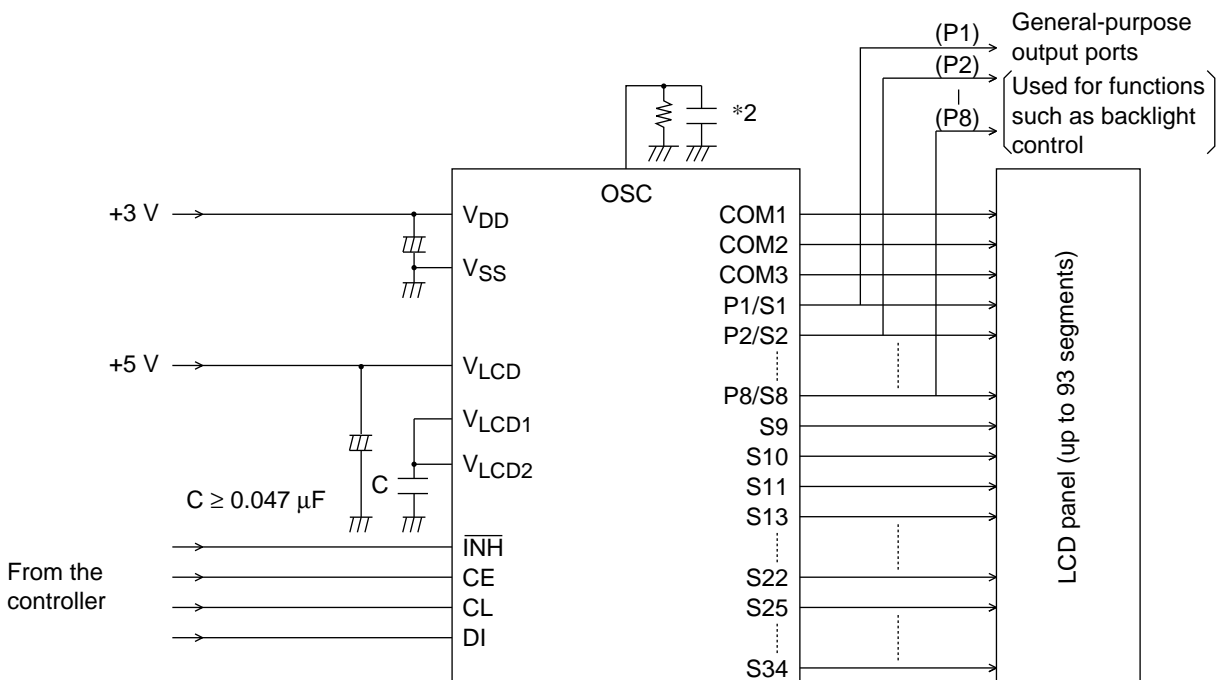 General-purpose
output ports
(P1)
(P2)
(P8)
Used for functions
such as backlight
control
*2
OSC
+3 V
VDD
VSS
+5 V
VLCD
VLCD1
VLCD2
C
C ≥ 0.047 μF
From the
controller
INH
CE
CL
DI
COM1
COM2
COM3
P1/S1
P2/S2
P8/S8
S9
S10
S11
S13
S22
S25
S34
LCD panel (up to 93 segments)